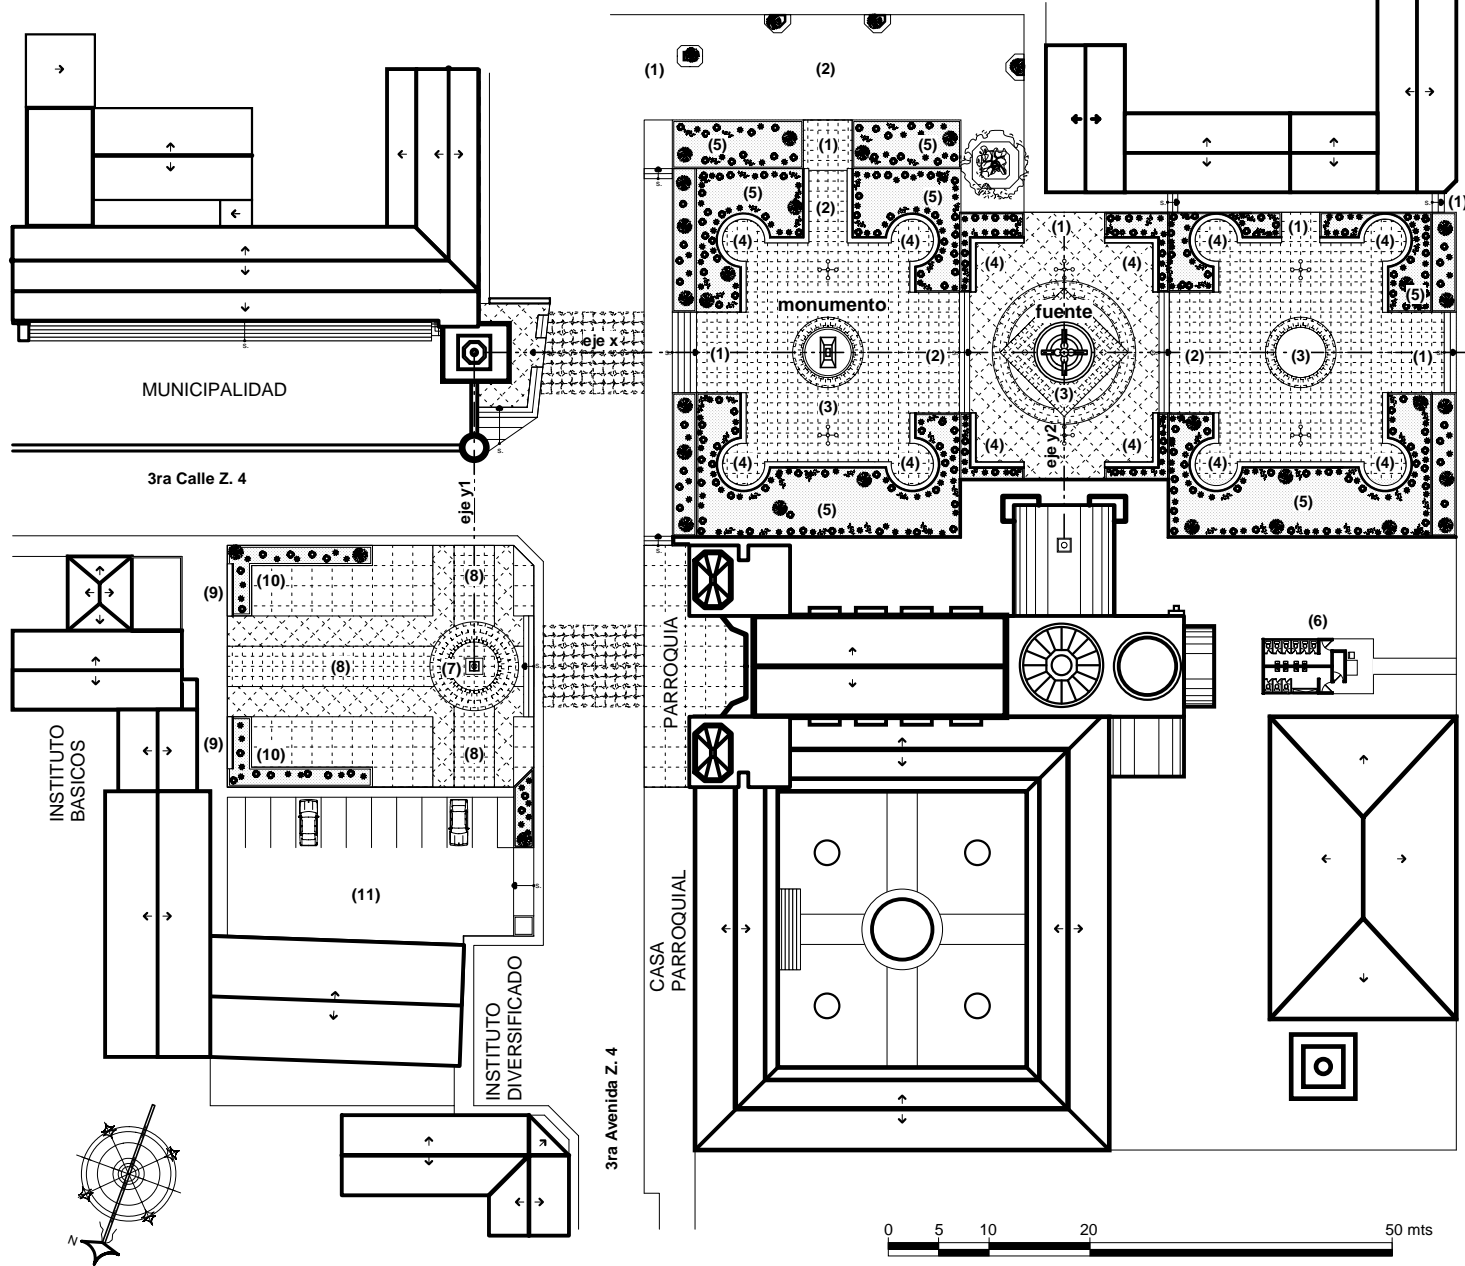 (1)
(2)
(5)
(1)
(5)
(5)
(2)
(5)
(1)
(4)
(4)
(1)
(4)
(4)
(4)
(1)
(4)
(5)
monumento
fuente
eje x
(1)
(2)
(2)
(3)
(1)
(3)
(3)
MUNICIPALIDAD
eje y2
(4)
(4)
(4)
(4)
(4)
(4)
3ra Calle Z. 4
eje y1
(5)
(5)
(9)
(10)
(8)
(6)
(8)
(7)
PARROQUIA
(9)
(10)
(8)
INSTITUTO
BASICOS
(11)
CASA
PARROQUIAL
INSTITUTO
DIVERSIFICADO
3ra Avenida Z. 4
N
0 5 10 20 50 mts